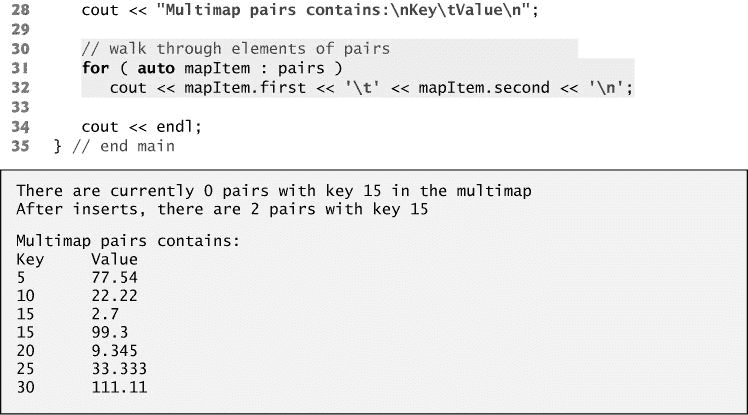 28 cout << "Multimap pairs contains:\nKey\tValue\n";
29
30 // walk through elements of pairs
31 for ( auto mapItem : pairs )
32 cout << mapItem.first << '\t' << mapItem.second << '\n';
33
34 cout << endl;
35 } // end main
There are currently 0 pairs with key 15 in the multimap
After inserts, there are 2 pairs with key 15
Multimap pairs contains:
Key Value
5 77.54
10 22.22
15 2.7
15 99.3
20 9.345
25 33.333
30 111.11